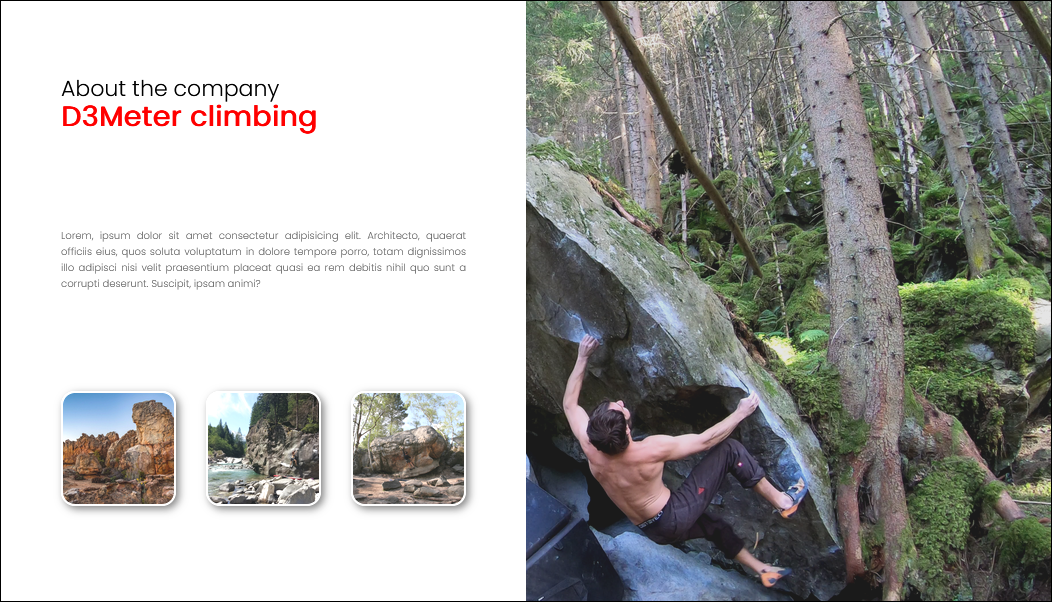 About the company
D3Meter climbing
Lorem, ipsum dolor sit amet consectetur adipisicing elit. Architecto, quaerat
officiis eius, quos soluta voluptatum in dolore tempore porro, totam dignissimos
illo adipisci nisi velit praesentium placeat quasi ea rem debitis nihil quo sunt a
corrupti deserunt. Suscipit, ipsam animi?